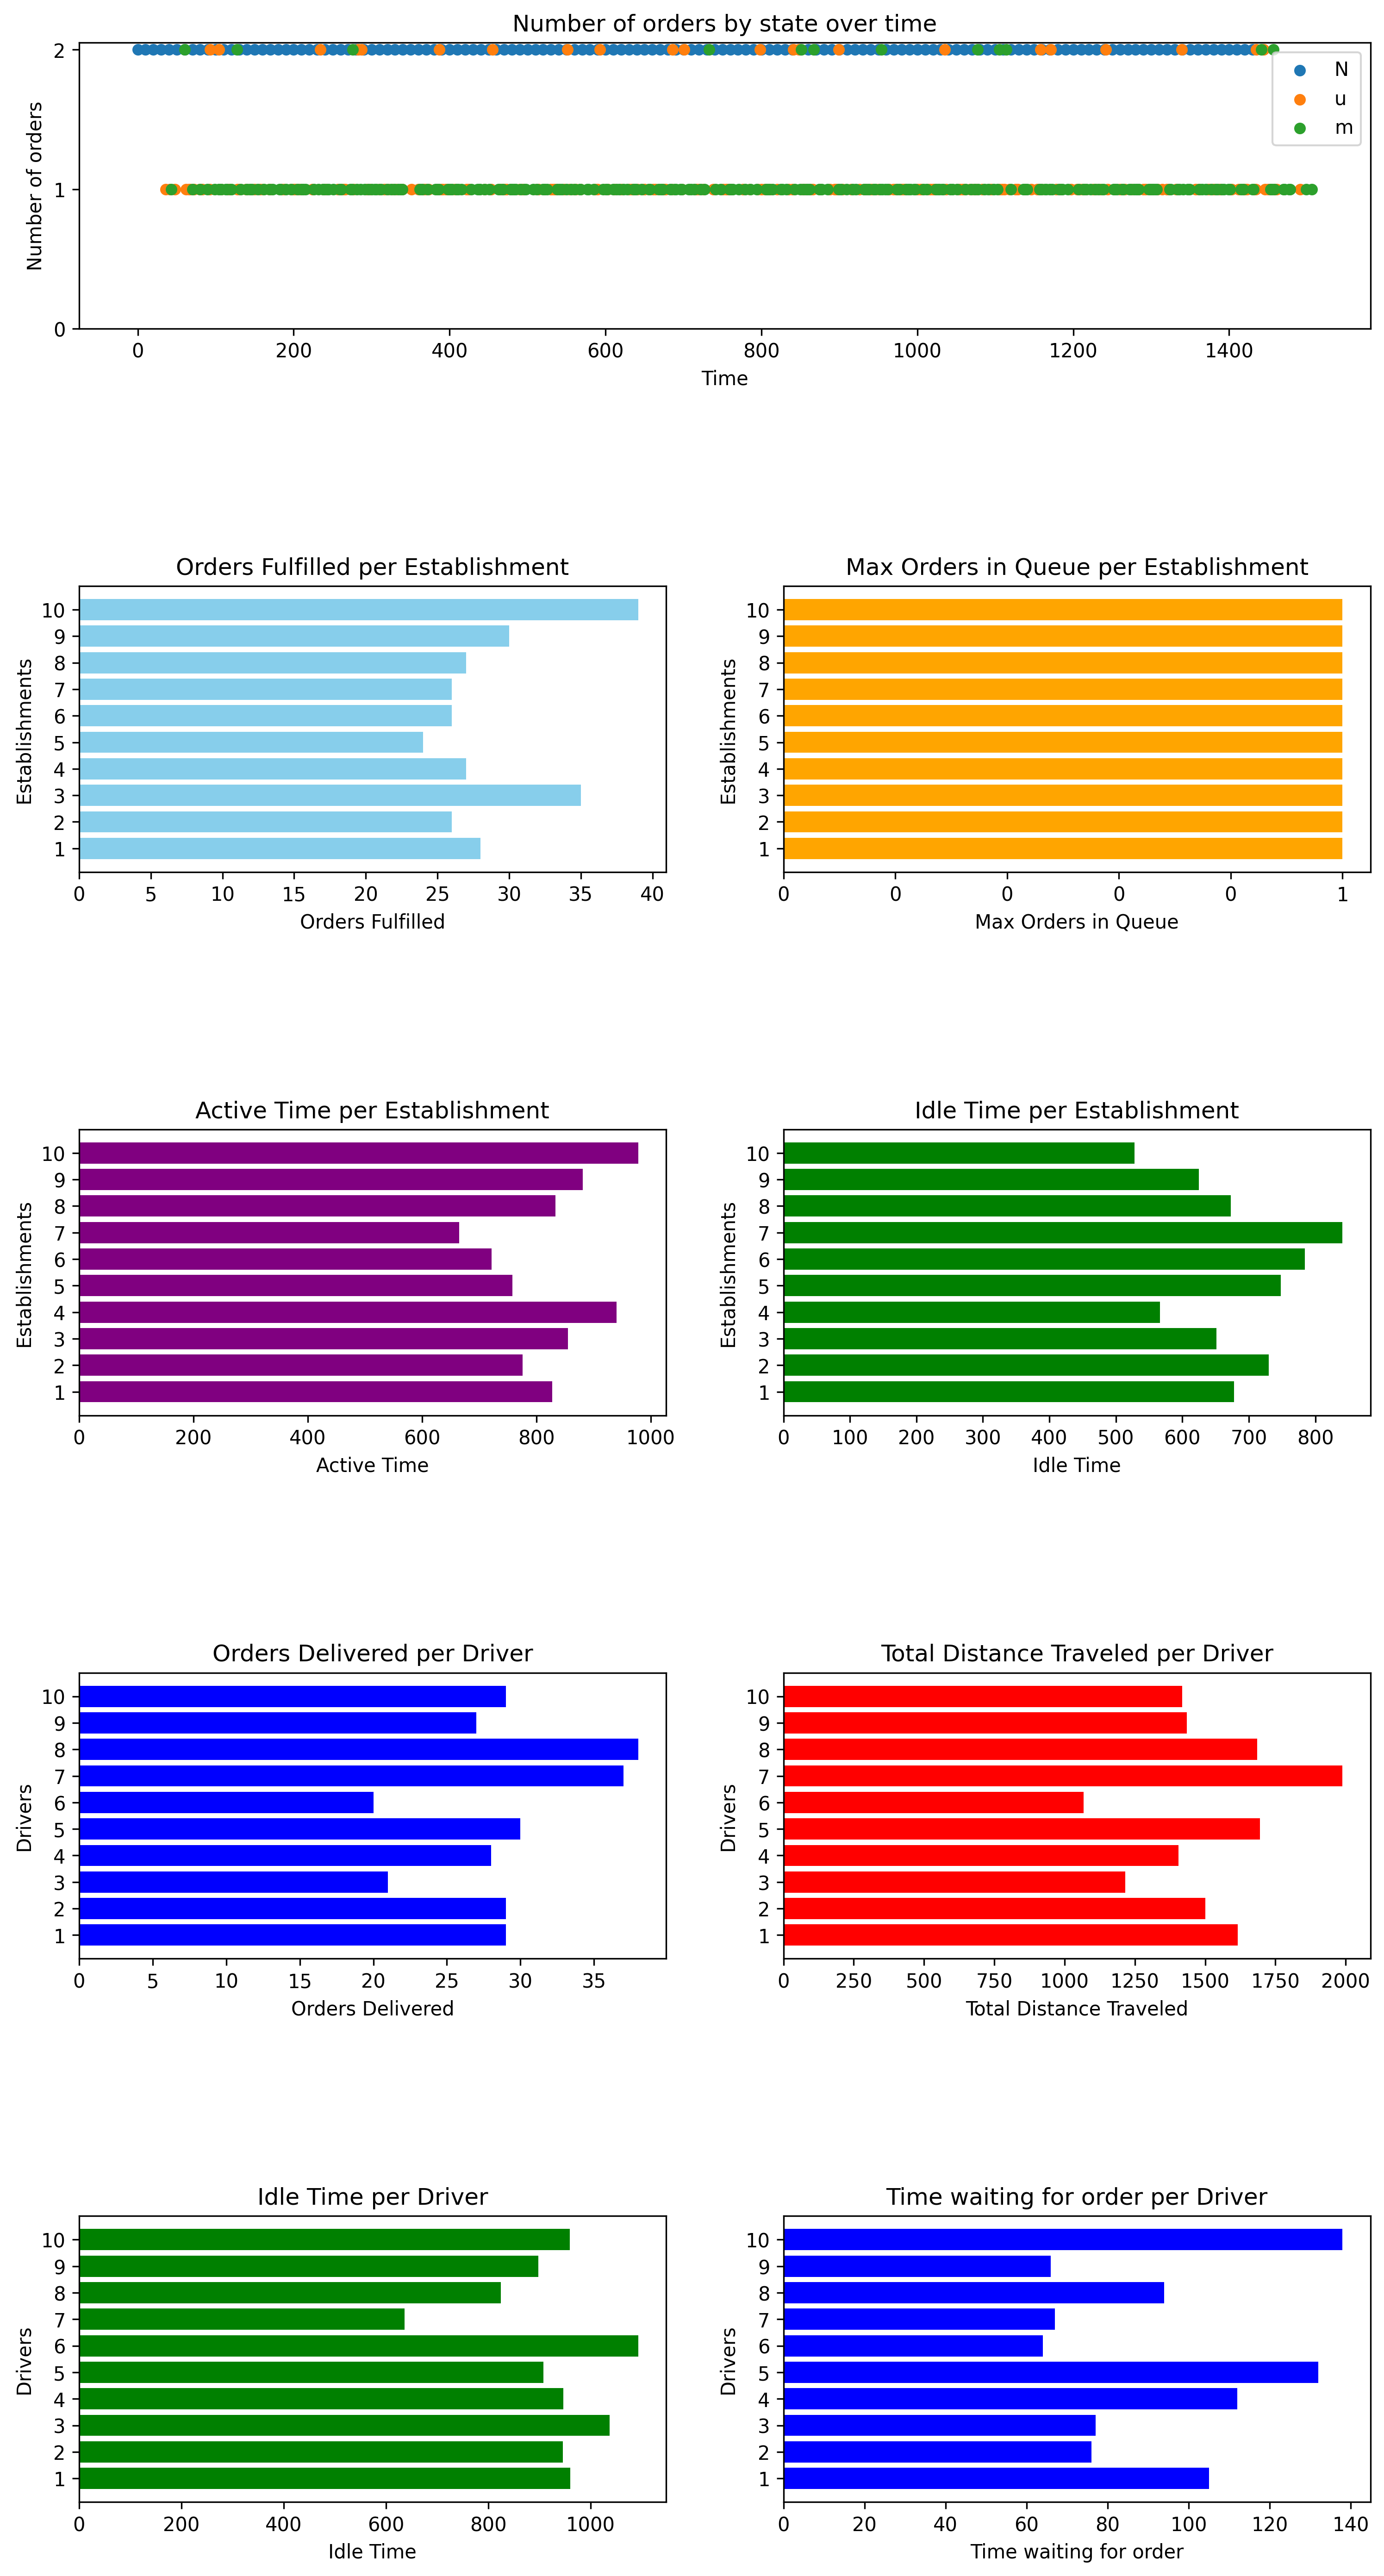 Number of orders by state over time
Number of orders
2
1
0
N
u
m
0 200 400 600 800 1000 1200 1400
Time
Orders Fulfilled per Establishment
Establishments
10
9
8
7
6
5
4
3
2
1
0 5 10 15 20 25 30 35 40
Orders Fulfilled
Max Orders in Queue per Establishment
Establishments
10
9
8
7
6
5
4
3
2
1
0 0 0 0 0 1
Max Orders in Queue
Active Time per Establishment
Establishments
10
9
8
7
6
5
4
3
2
1
0 200 400 600 800 1000
Active Time
Idle Time per Establishment
Establishments
10
9
8
7
6
5
4
3
2
1
0 100 200 300 400 500 600 700 800
Idle Time
Orders Delivered per Driver
Drivers
10
9
8
7
6
5
4
3
2
1
0 5 10 15 20 25 30 35
Orders Delivered
Total Distance Traveled per Driver
Drivers
10
9
8
7
6
5
4
3
2
1
0 250 500 750 1000 1250 1500 1750 2000
Total Distance Traveled
Idle Time per Driver
Drivers
10
9
8
7
6
5
4
3
2
1
0 200 400 600 800 1000
Idle Time
Time waiting for order per Driver
Drivers
10
9
8
7
6
5
4
3
2
1
0 20 40 60 80 100 120 140
Time waiting for order